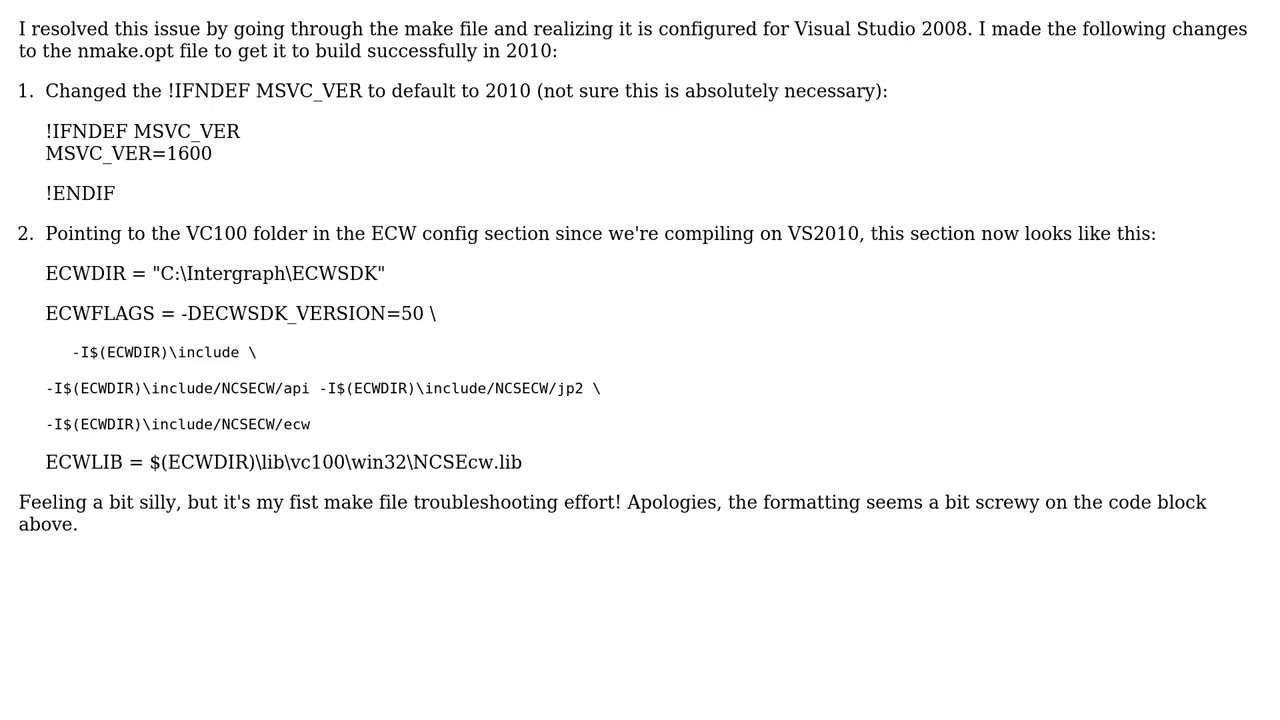 I resolved this issue by going through the make file and realizing it is configured for Visual Studio 2008. I made the following changes
to the nmake.opt file to get it to build successfully in 2010:
1. Changed the !IFNDEF MSVC_VER to default to 2010 (not sure this is absolutely necessary):
!IFNDEF MSVC_VER
MSVC_VER=1600
!ENDIF
2. Pointing to the VC100 folder in the ECW config section since we're compiling on VS2010, this section now looks like this:
ECWDIR = "C:\Intergraph\ECWSDK"
ECWFLAGS = -DECWSDK_VERSION=50 \
-I$(ECWDIR)\include \
-I$(ECWDIR)\include/NCSECW/api -I$(ECWDIR)\include/NCSECW/jp2 \
-I$(ECWDIR)\include/NCSECW/ecw
ECWLIB = $(ECWDIR)\lib\vc100\win32\NCSEcw.lib
Feeling a bit silly, but it's my fist make file troubleshooting effort! Apologies, the formatting seems a bit screwy on the code block
above.